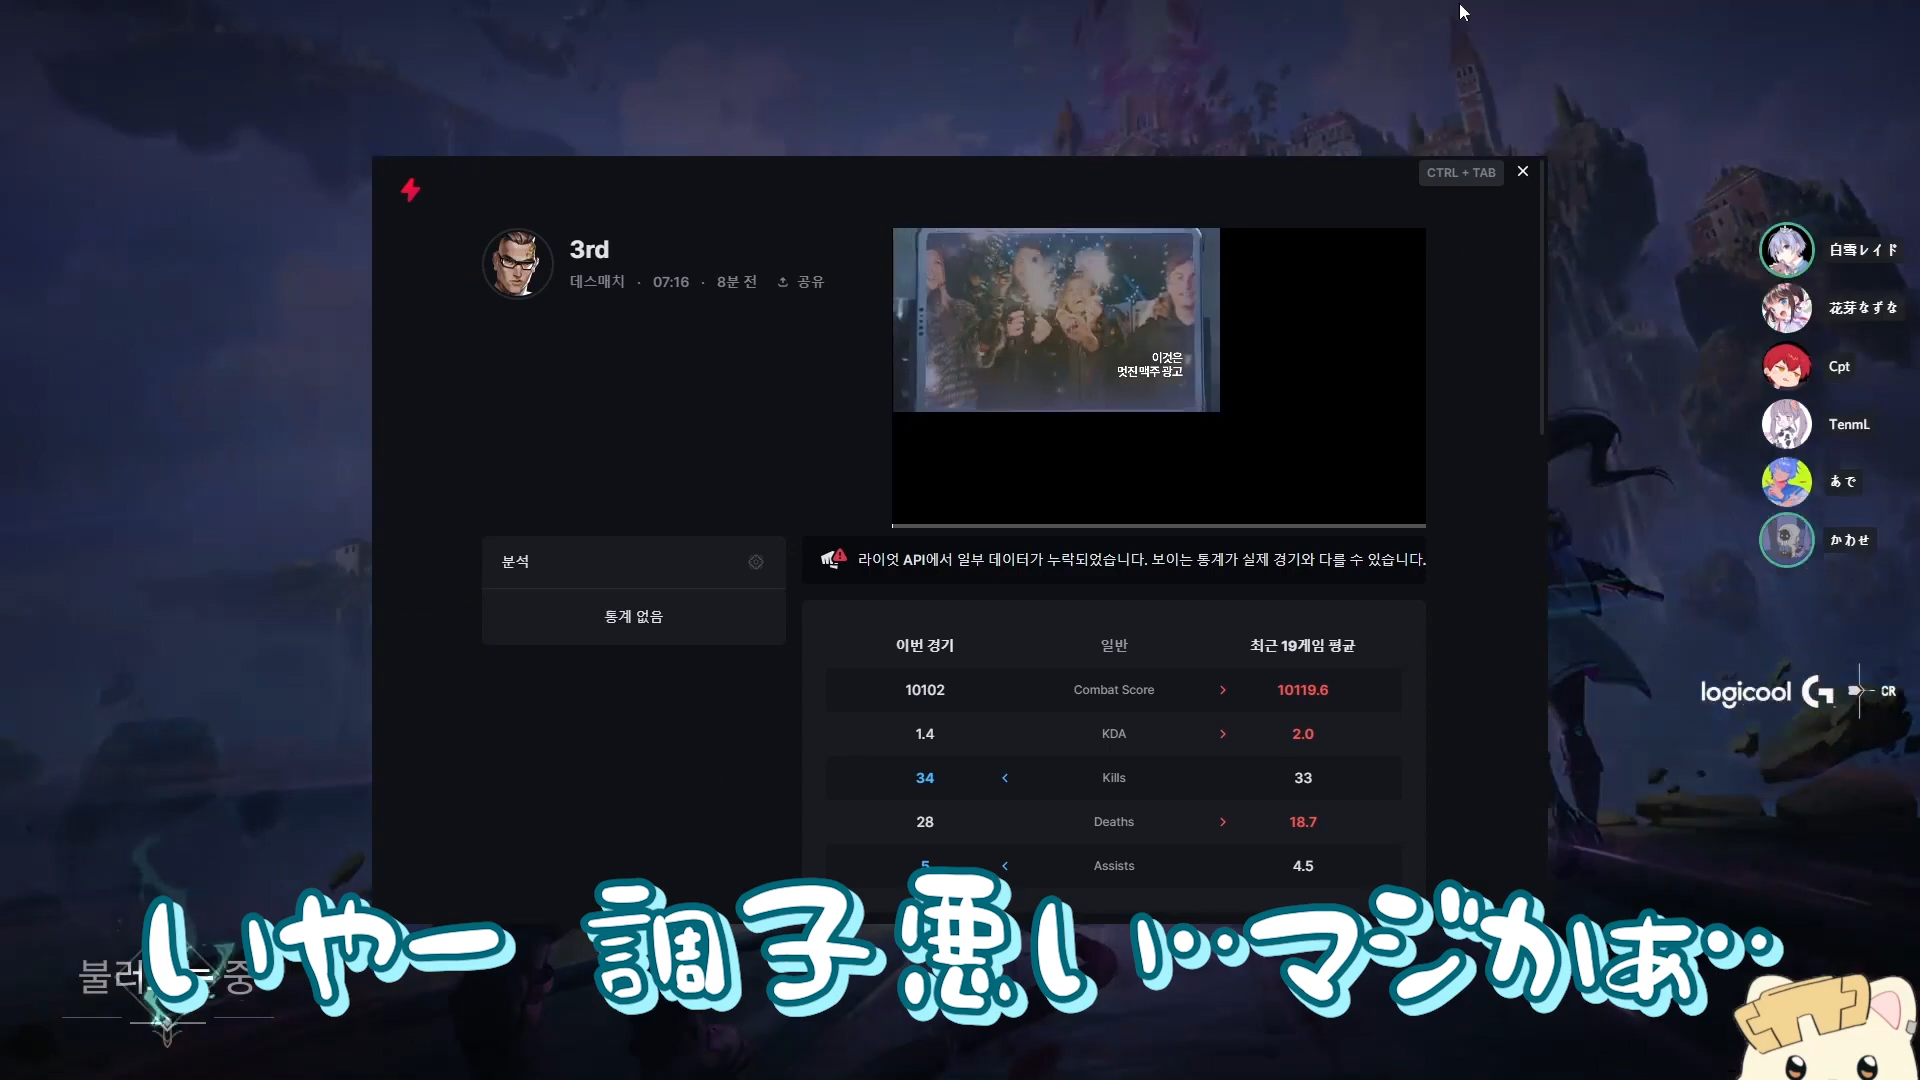 CTRL + TAB
3rd
데스매치 · 07:16 · 8분 전 공유
이것은
멋진 맥주 광고
白雪レイド
花芽なずな
Cpt
TenmL
あで
かわせ
분석
통계 없음
라이엇 API에서 일부 데이터가 누락되었습니다. 보이는 통계가 실제 경기와 다를 수 있습니다.
이번 경기 일반 최근 19게임 평균
10102 Combat Score 10119.6
1.4 KDA 2.0
34 Kills 33
28 Deaths 18.7
5 Assists 4.5
logicool G CR
いやー 調子悪い…マジかぁ…
불러 중